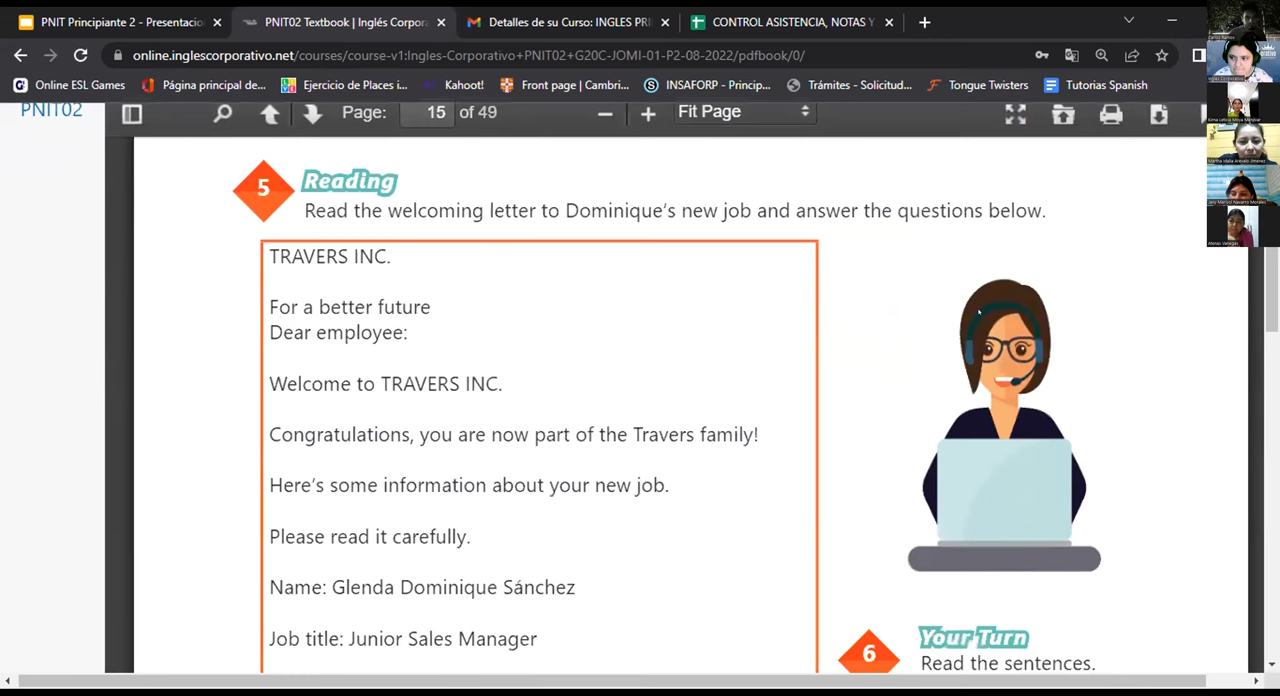 PNIT Principiante 2 - Presentacio
PNIT02 Textbook | Inglés Corpora
Detalles de su Curso: INGLES PRI
CONTROL ASISTENCIA, NOTAS Y
online.inglescorporativo.net/courses/course-v1:Ingles-Corporativo+PNIT02+G20C-JOMI-01-P2-08-2022/pdfbook/0/
Online ESL Games
Página principal de...
Ejercicio de Places i...
Kahoot!
Front page | Cambri...
INSAFORP - Princip...
Trámites - Solicitud...
Tongue Twisters
Tutorias Spanish
PNIT02
Page: 15 of 49
Fit Page
5
Reading
Read the welcoming letter to Dominique's new job and answer the questions below.
TRAVERS INC.
For a better future
Dear employee:
Welcome to TRAVERS INC.
Congratulations, you are now part of the Travers family!
Here's some information about your new job.
Please read it carefully.
Name: Glenda Dominique Sánchez
Job title: Junior Sales Manager
6
Your Turn
Read the sentences.